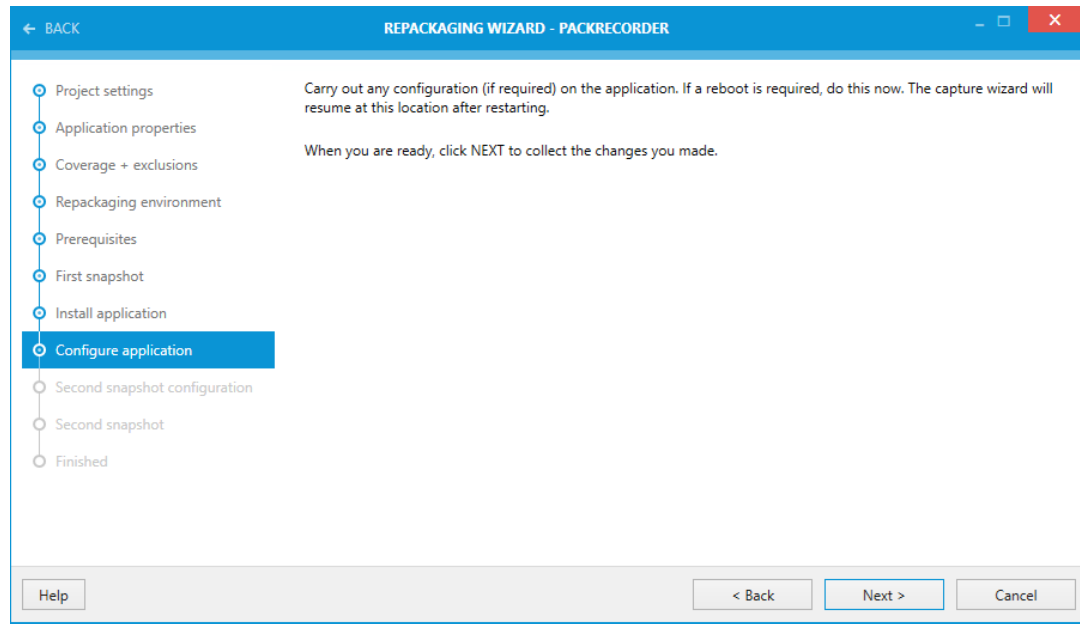 ← BACK
REPACKAGING WIZARD - PACKRECORDER
Project settings
Application properties
Coverage + exclusions
Repackaging environment
Prerequisites
First snapshot
Install application
Configure application
Second snapshot configuration
Second snapshot
Finished
Carry out any configuration (if required) on the application. If a reboot is required, do this now. The capture wizard will
resume at this location after restarting.
When you are ready, click NEXT to collect the changes you made.
Help
< Back
Next >
Cancel